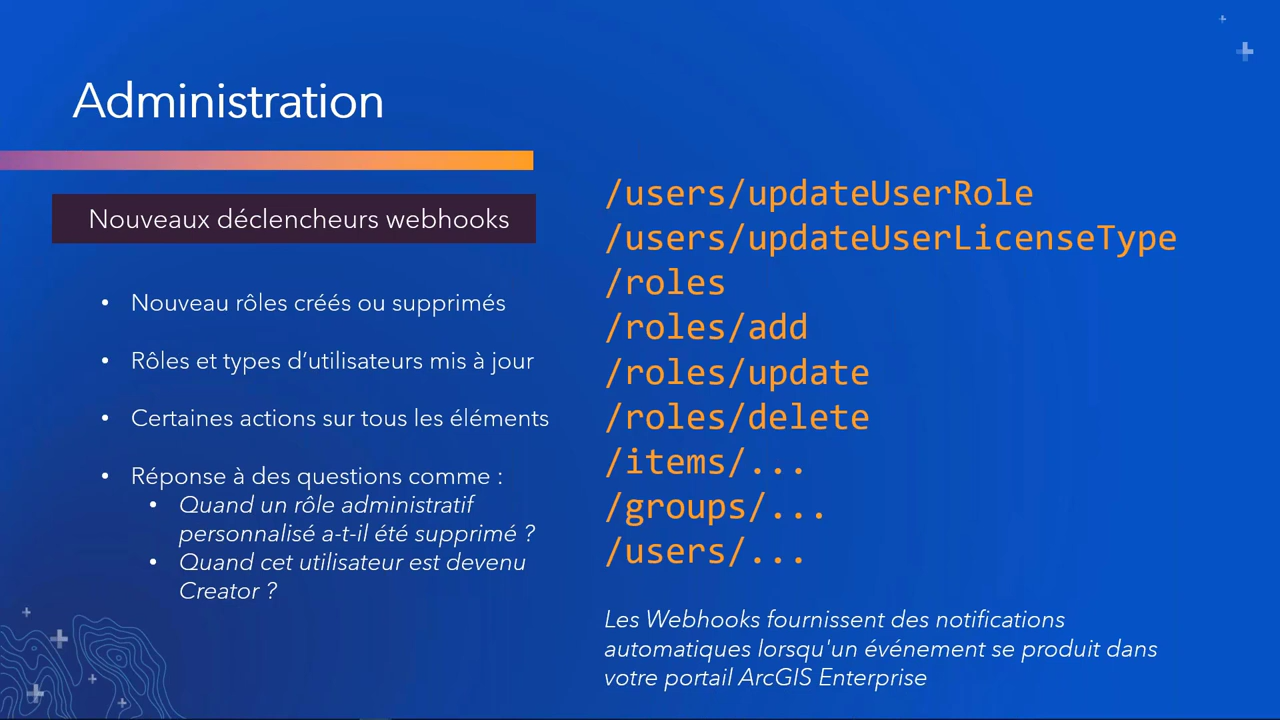 Administration
Nouveaux déclencheurs webhooks
• Nouveau rôles créés ou supprimés
• Rôles et types d’utilisateurs mis à jour
• Certaines actions sur tous les éléments
• Réponse à des questions comme :
• Quand un rôle administratif
personnalisé a-t-il été supprimé ?
• Quand cet utilisateur est devenu
Creator ?
/users/updateUserRole
/users/updateUserLicenseType
/roles
/roles/add
/roles/update
/roles/delete
/items/...
/groups/...
/users/...
Les Webhooks fournissent des notifications
automatiques lorsqu'un événement se produit dans
votre portail ArcGIS Enterprise